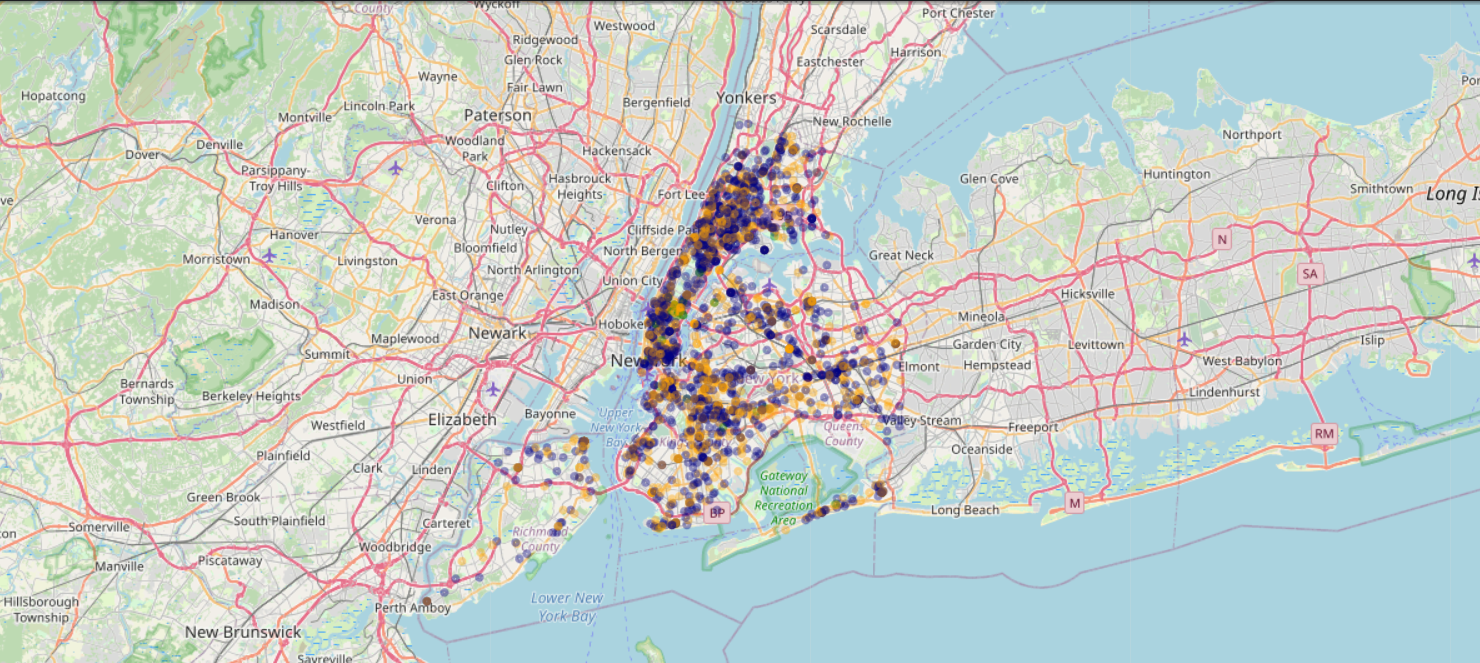 County
Wyckoff
Westwood
Port Chester
Ridgewood
Scarsdale
Glen Rock
Harrison
Eastchester
Wayne
Fair Lawn
Hopatcong
Lincoln Park
Bergenfield
Yonkers
Montville
Paterson
New Rochelle
Northport
Dover
Denville
Woodland
Park
Hackensack
Parsippany-
Troy Hills
Clifton
Hasbrouck
Heights
Fort Lee
Glen Cove
Huntington
Smithtown
Long I
Verona
Nutley
Cliffside Pa
Hanover
Bloomfield
North Bergen
N
Morristown
Livingston
North Arlington
Great Neck
Union City
SA
Madison
East Orange
Hicksville
Mineola
Newark
Hoboke
Maplewood
Garden City
Levittown
Islip
Summit
New
rk
Elmont
Hempstead
West Babylon
Union
ew York
Bernards
Township
Berkeley Heights
Lindenhurst
Elizabeth
Bayonne
Upper
New York
Bay
Valley Stream
Freeport
Westfield
Queens
County
RM
Plainfield
Oceanside
Clark
Linden
Gateway
National
Recreation
Area
Green Brook
M
Long Beach
BP
South Plainfield
Carteret
Somerville
Richm
County
Woodbridge
Manville
Piscataway
Lower New
York Bay
Hillsborough
Township
Perth Amboy
New Brunswick
Sayreville